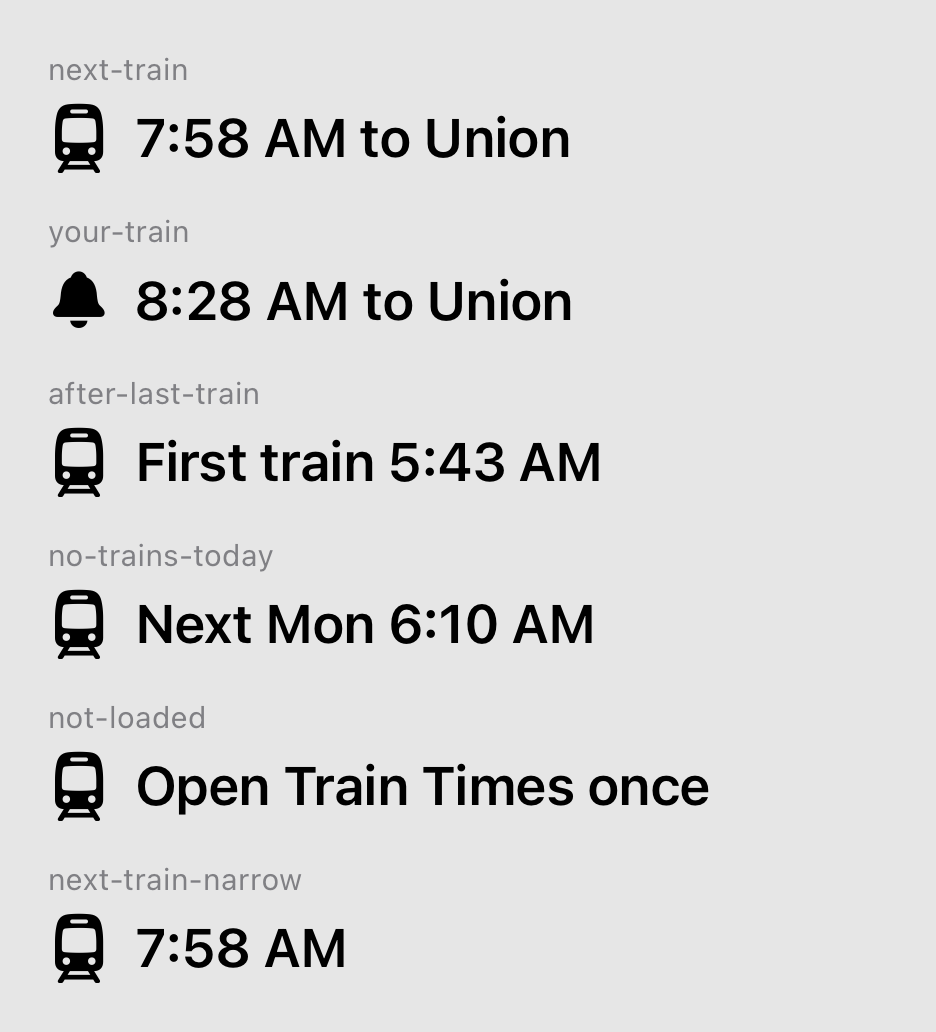 next-train
7:58 AM to Union
your-train
8:28 AM to Union
after-last-train
First train 5:43 AM
no-trains-today
Next Mon 6:10 AM
not-loaded
Open Train Times once
next-train-narrow
7:58 AM